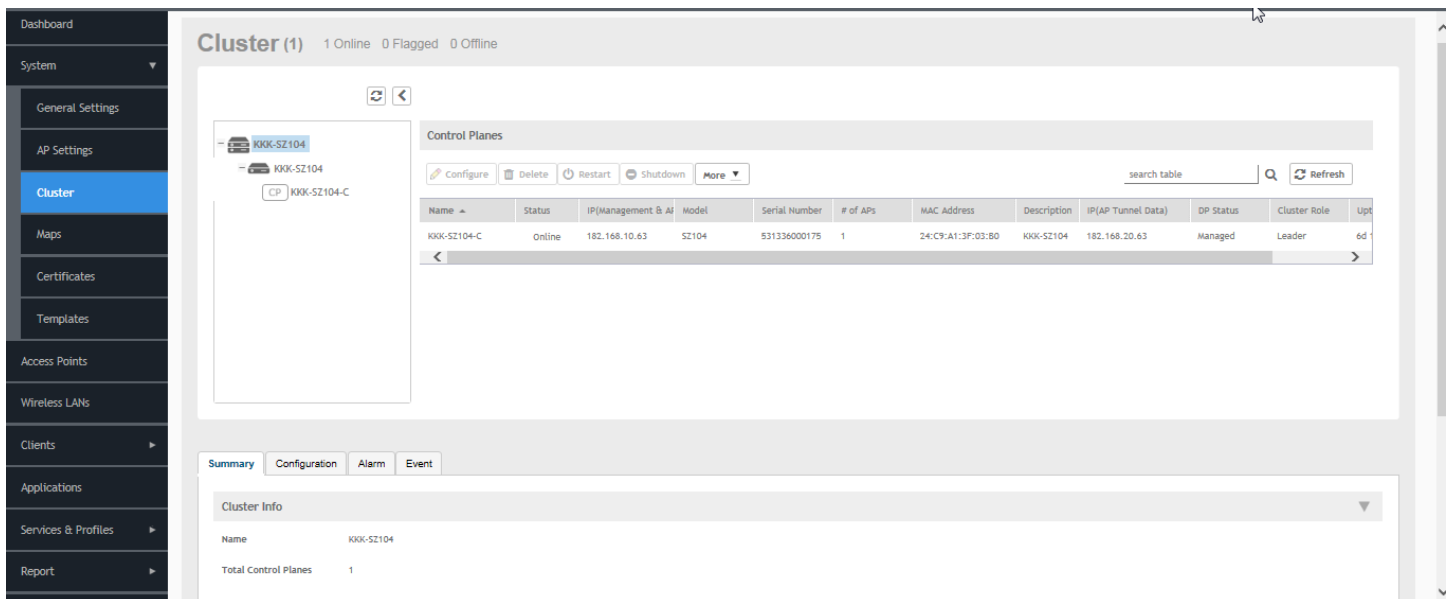 Dashboard
System
General Settings
AP Settings
Cluster
Maps
Certificates
Templates
Access Points
Wireless LANs
Clients
Applications
Services & Profiles
Report
Cluster (1) 1 Online 0 Flagged 0 Offline
KKK-SZ104
KKK-SZ104
CP KKK-SZ104-C
Control Planes
Configure Delete Restart Shutdown More search table Refresh
Name Status IP(Management & AP Model Serial Number # of APs MAC Address Description IP(AP Tunnel Data) DP Status Cluster Role Upt
KKK-SZ104-C Online 182.168.10.63 SZ104 531336000175 1 24:C9:A1:3F:03:B0 KKK-SZ104 182.168.20.63 Managed Leader 6d
Summary Configuration Alarm Event
Cluster Info
Name KKK-SZ104
Total Control Planes 1